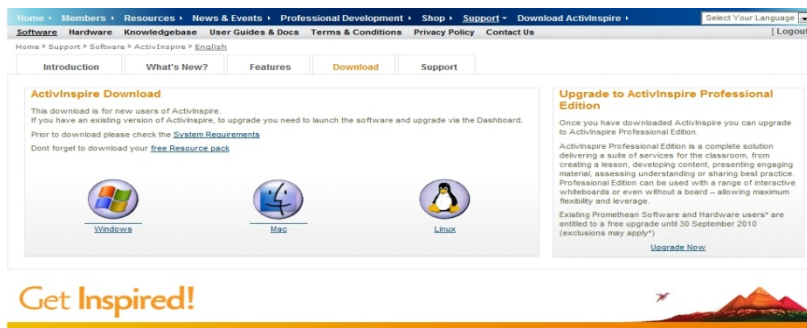 Home Members Resources News & Events Professional Development Shop Support Download ActivInspire Select Your Language
Software Hardware Knowledgebase User Guides & Docs Terms & Conditions Privacy Policy Contact Us [ Logout
Home > Support > Software > ActivInspire > English
Introduction What's New? Features Download Support
ActivInspire Download
This download is for new users of ActivInspire.
If you have an existing version of ActivInspire, to upgrade you need to launch the software and upgrade via the Dashboard.
Prior to download please check the System Requirements
Dont forget to download your free Resource pack
Windows Mac Linux
Upgrade to ActivInspire Professional
Edition
Once you have downloaded ActivInspire you can upgrade
to ActivInspire Professional Edition.
ActivInspire Professional Edition is a complete solution
delivering a suite of services for the classroom, from
creating a lesson, developing content, presenting engaging
material, assessing understanding or sharing best practice.
Professional Edition can be used with a range of interactive
whiteboards or even without a board – allowing maximum
flexibility and leverage.
Existing Promethean Software and Hardware users* are
entitled to a free upgrade until 30 September 2010
(exclusions may apply*)
Upgrade Now
Get Inspired!